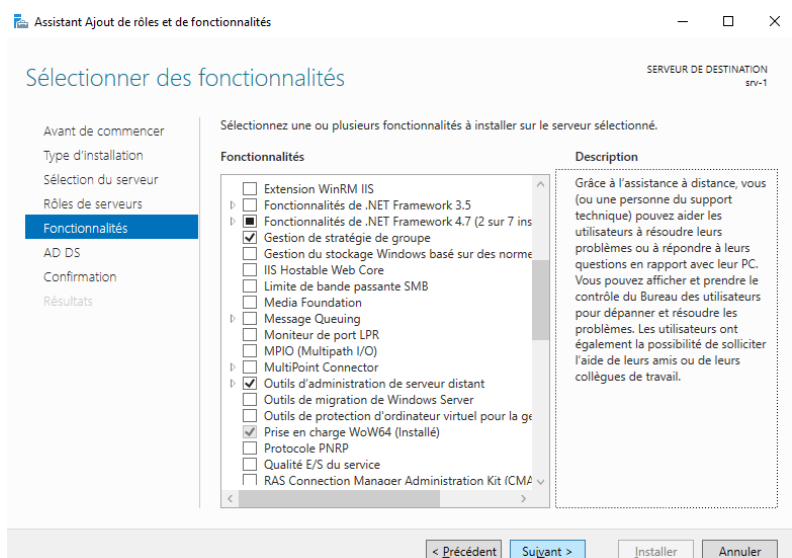 Assistant Ajout de rôles et de fonctionnalités
Sélectionner des fonctionnalités
SERVEUR DE DESTINATION
srv-1
Avant de commencer
Type d'installation
Sélection du serveur
Rôles de serveurs
Fonctionnalités
AD DS
Confirmation
Résultats
Sélectionnez une ou plusieurs fonctionnalités à installer sur le serveur sélectionné.
Fonctionnalités
Extension WinRM IIS
Fonctionnalités de .NET Framework 3.5
Fonctionnalités de .NET Framework 4.7 (2 sur 7 ins
Gestion de stratégie de groupe
Gestion du stockage Windows basé sur des norme
IIS Hostable Web Core
Limite de bande passante SMB
Media Foundation
Message Queuing
Moniteur de port LPR
MPIO (Multipath I/O)
MultiPoint Connector
Outils d'administration de serveur distant
Outils de migration de Windows Server
Outils de protection d'ordinateur virtuel pour la ge
Prise en charge WoW64 (Installé)
Protocole PNRP
Qualité E/S du service
RAS Connection Manager Administration Kit (CMA
Description
Grâce à l'assistance à distance, vous
(ou une personne du support
technique) pouvez aider les
utilisateurs à résoudre leurs
problèmes ou à répondre à leurs
questions en rapport avec leur PC.
Vous pouvez afficher et prendre le
contrôle du Bureau des utilisateurs
pour dépanner et résoudre les
problèmes. Les utilisateurs ont
également la possibilité de solliciter
l'aide de leurs amis ou de leurs
collègues de travail.
< Précédent
Suivant >
Installer
Annuler